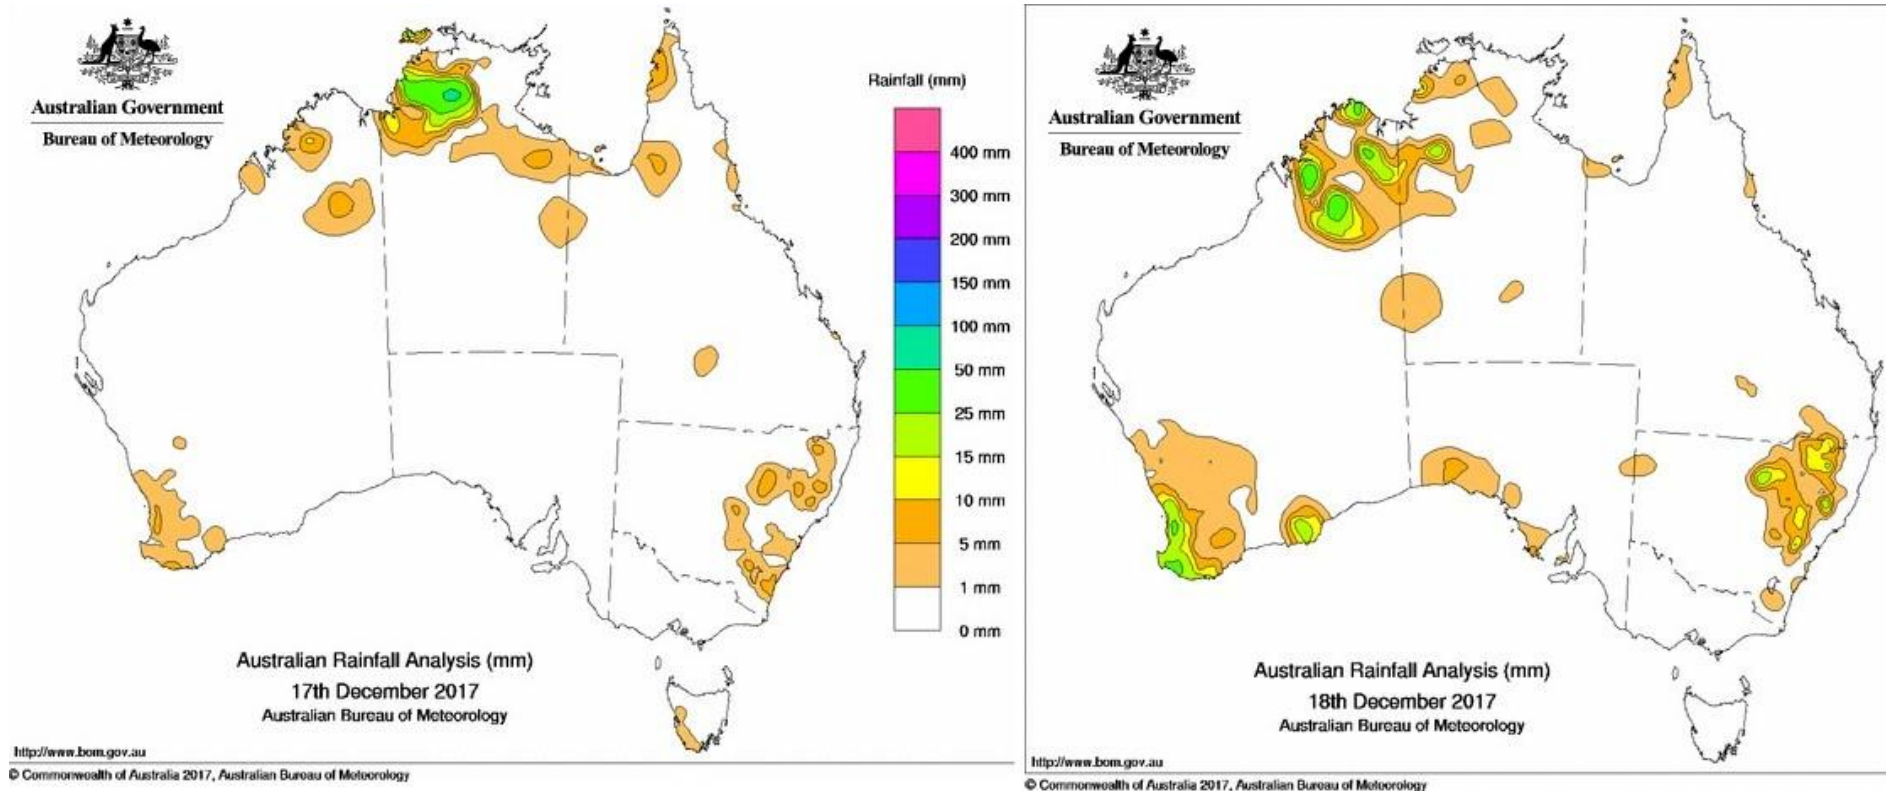 Australian Government
Bureau of Meteorology
Rainfall (mm)
400 mm
300 mm
200 mm
150 mm
100 mm
50 mm
25 mm
15 mm
10 mm
5 mm
1 mm
0 mm
Australian Rainfall Analysis (mm)
17th December 2017
Australian Bureau of Meteorology
http://www.bom.gov.au
© Commonwealth of Australia 2017, Australian Bureau of Meteorology
Australian Government
Bureau of Meteorology
Australian Rainfall Analysis (mm)
18th December 2017
Australian Bureau of Meteorology
http://www.bom.gov.au
© Commonwealth of Australia 2017, Australian Bureau of Meteorology